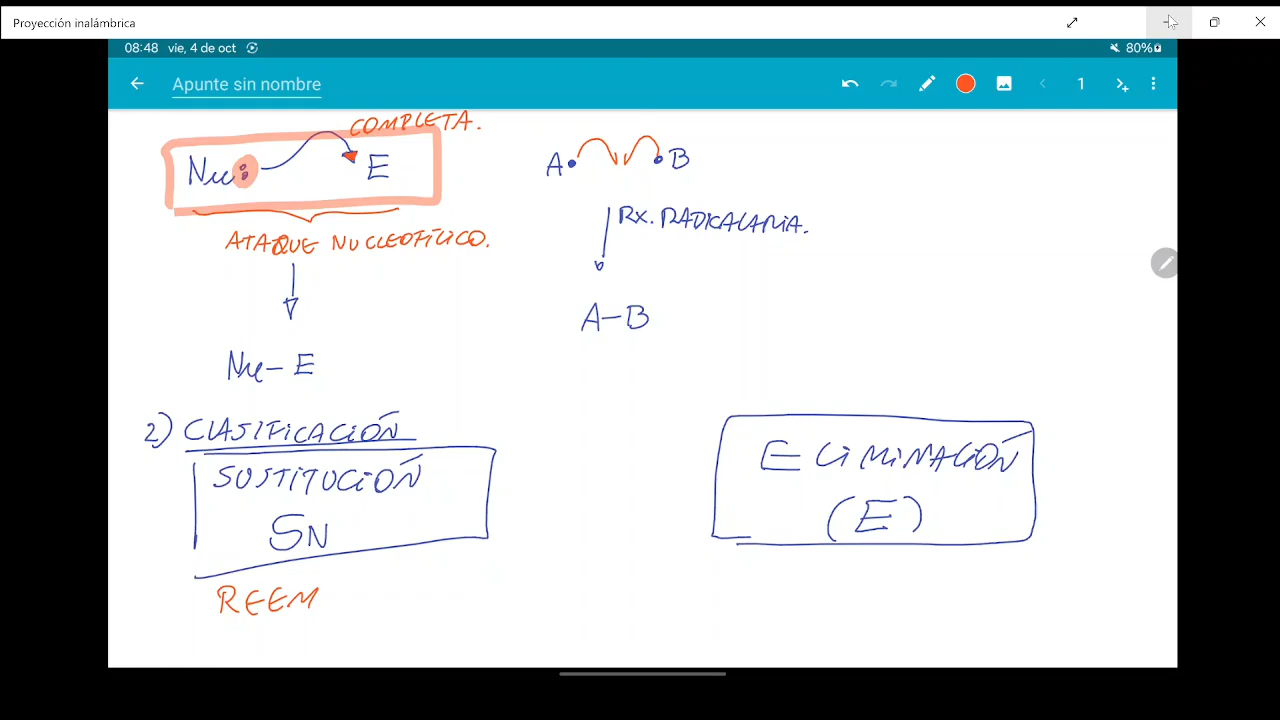 Proyección inalámbrica
08:48 vie, 4 de oct
80%
Apunte sin nombre
1
COMPLETA.
Nu: E
A B
ATAQUE NUCLEOFÍLICO.
RX. RADICALARIA.
A-B
Nu-E
2) CLASIFICACIÓN
SUSTITUCIÓN
SN
ELIMINACIÓN
(E)
REEM